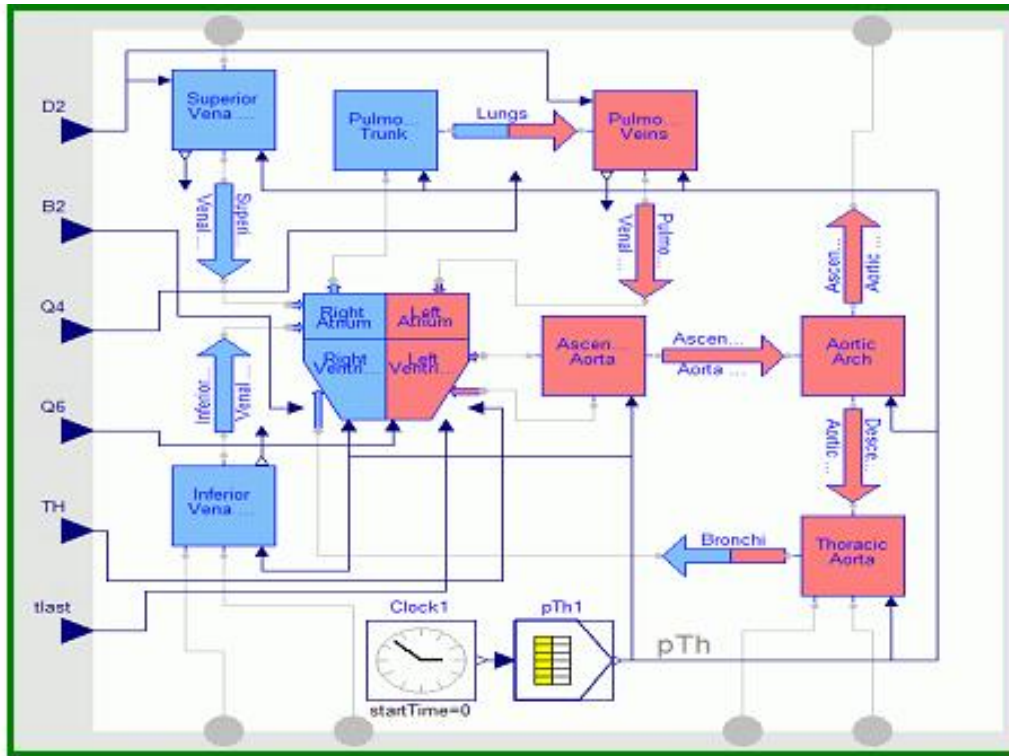 D2
B2
Q4
Q6
TH
tlast
Superior
Vena ....
Pulmo...
Trunk
Lungs
Pulmo...
Veins
Superi...
Venal ...
Pulmo...
Venal ...
Ascen...
Aortic ...
Right
Atrium
Left
Atrium
Right
Ventri...
Left
Ventri...
Ascen...
Aorta
Ascen...
Aorta ...
Aortic
Arch
Inferior
Venal ...
Desce...
Aortic ...
Inferior
Vena ....
Bronchi
Thoracic
Aorta
Clock1
startTime=0
pTh1
pTh